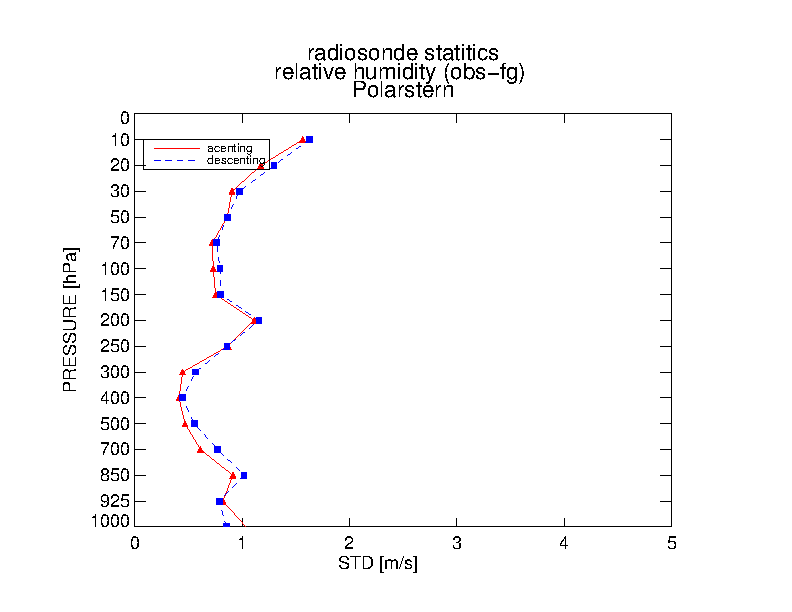 radiosonde statitics
relative humidity (obs-fg)
Polarstern
0
10
acenting
descenting
20
30
50
70
100
150
200
250
300
400
500
700
850
925
1000
PRESSURE [hPa]
0 1 2 3 4 5
STD [m/s]